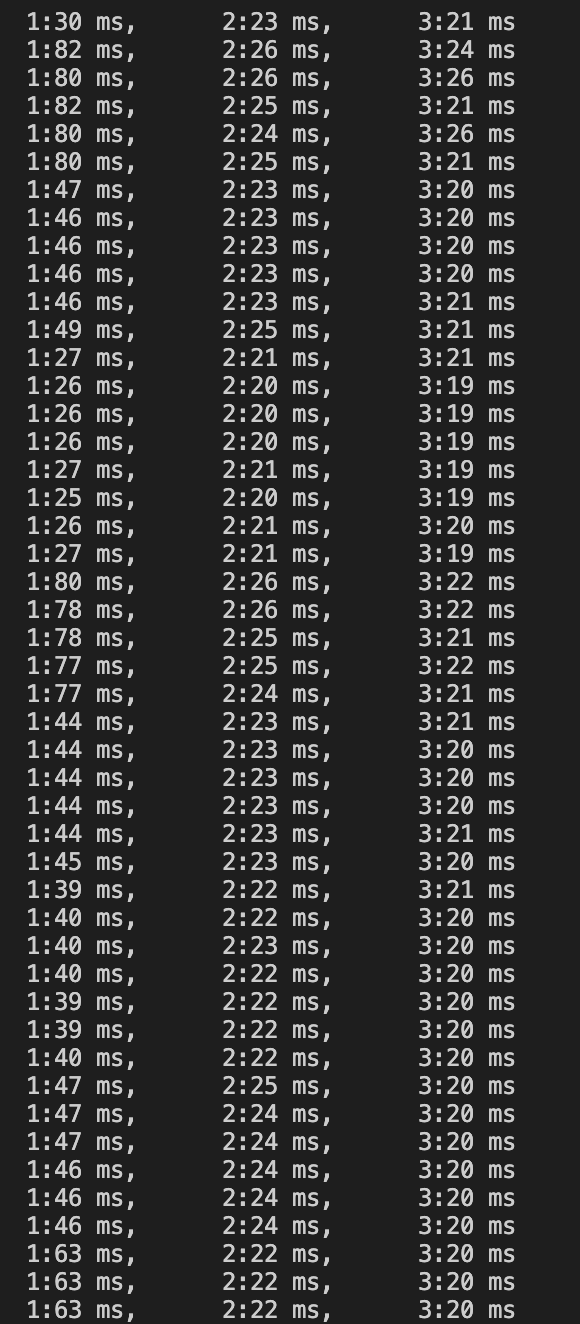 1:30 ms, 2:23 ms, 3:21 ms
1:82 ms, 2:26 ms, 3:24 ms
1:80 ms, 2:26 ms, 3:26 ms
1:82 ms, 2:25 ms, 3:21 ms
1:80 ms, 2:24 ms, 3:26 ms
1:80 ms, 2:25 ms, 3:21 ms
1:47 ms, 2:23 ms, 3:20 ms
1:46 ms, 2:23 ms, 3:20 ms
1:46 ms, 2:23 ms, 3:20 ms
1:46 ms, 2:23 ms, 3:20 ms
1:46 ms, 2:23 ms, 3:21 ms
1:49 ms, 2:25 ms, 3:21 ms
1:27 ms, 2:21 ms, 3:21 ms
1:26 ms, 2:20 ms, 3:19 ms
1:26 ms, 2:20 ms, 3:19 ms
1:26 ms, 2:20 ms, 3:19 ms
1:27 ms, 2:21 ms, 3:19 ms
1:25 ms, 2:20 ms, 3:19 ms
1:26 ms, 2:21 ms, 3:20 ms
1:27 ms, 2:21 ms, 3:19 ms
1:80 ms, 2:26 ms, 3:22 ms
1:78 ms, 2:26 ms, 3:22 ms
1:78 ms, 2:25 ms, 3:21 ms
1:77 ms, 2:25 ms, 3:22 ms
1:77 ms, 2:24 ms, 3:21 ms
1:44 ms, 2:23 ms, 3:21 ms
1:44 ms, 2:23 ms, 3:20 ms
1:44 ms, 2:23 ms, 3:20 ms
1:44 ms, 2:23 ms, 3:20 ms
1:44 ms, 2:23 ms, 3:21 ms
1:45 ms, 2:23 ms, 3:20 ms
1:39 ms, 2:22 ms, 3:21 ms
1:40 ms, 2:22 ms, 3:20 ms
1:40 ms, 2:23 ms, 3:20 ms
1:40 ms, 2:22 ms, 3:20 ms
1:39 ms, 2:22 ms, 3:20 ms
1:39 ms, 2:22 ms, 3:20 ms
1:40 ms, 2:22 ms, 3:20 ms
1:47 ms, 2:25 ms, 3:20 ms
1:47 ms, 2:24 ms, 3:20 ms
1:47 ms, 2:24 ms, 3:20 ms
1:46 ms, 2:24 ms, 3:20 ms
1:46 ms, 2:24 ms, 3:20 ms
1:46 ms, 2:24 ms, 3:20 ms
1:63 ms, 2:22 ms, 3:20 ms
1:63 ms, 2:22 ms, 3:20 ms
1:63 ms, 2:22 ms, 3:20 ms